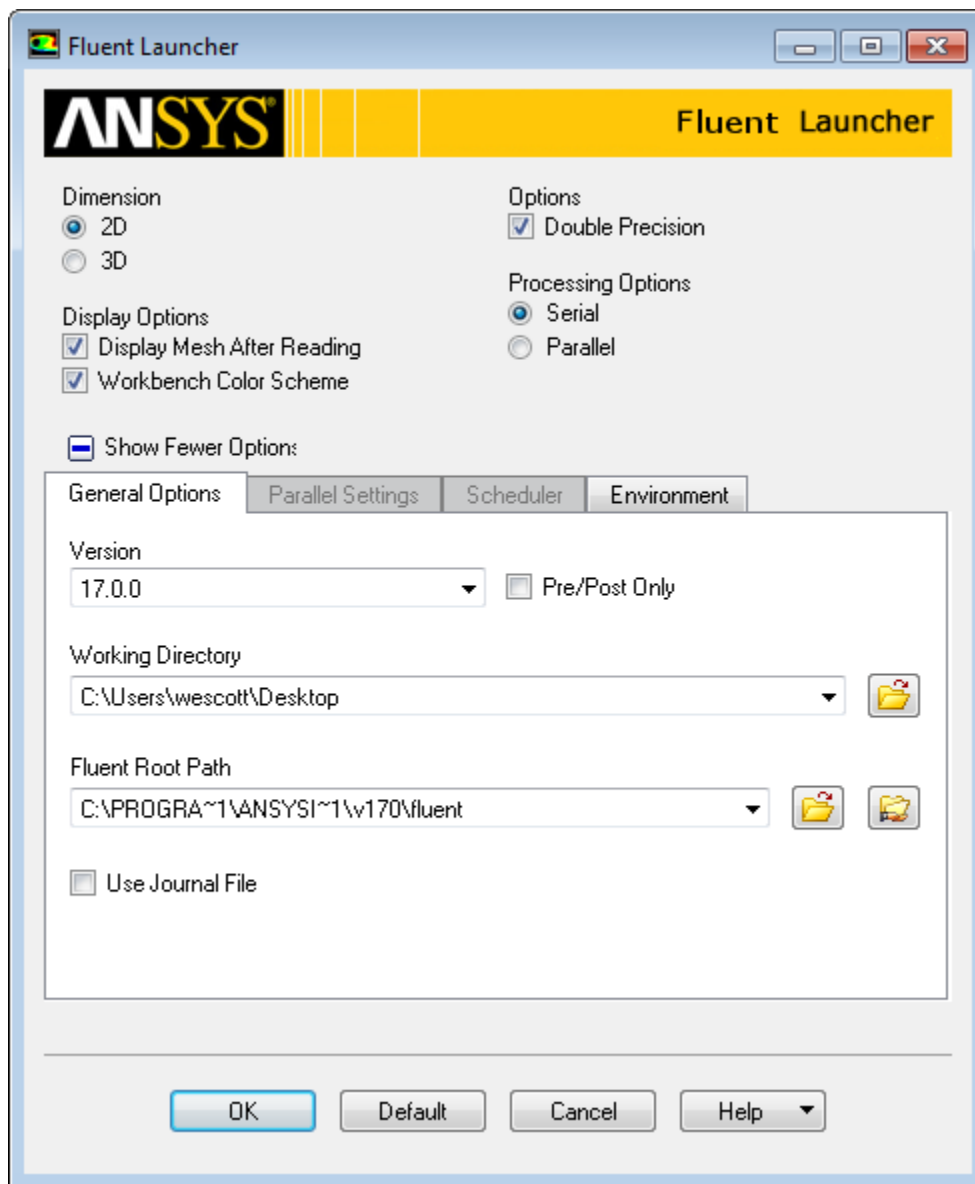 Fluent Launcher
ANSYS®
Fluent Launcher
Dimension
2D
3D
Options
Double Precision
Processing Options
Serial
Parallel
Display Options
Display Mesh After Reading
Workbench Color Scheme
Show Fewer Options
General Options
Parallel Settings
Scheduler
Environment
Version
17.0.0
Pre/Post Only
Working Directory
C:\Users\wescott\Desktop
Fluent Root Path
C:\PROGRA~1\ANSYSI~1\v170\fluent
Use Journal File
OK
Default
Cancel
Help